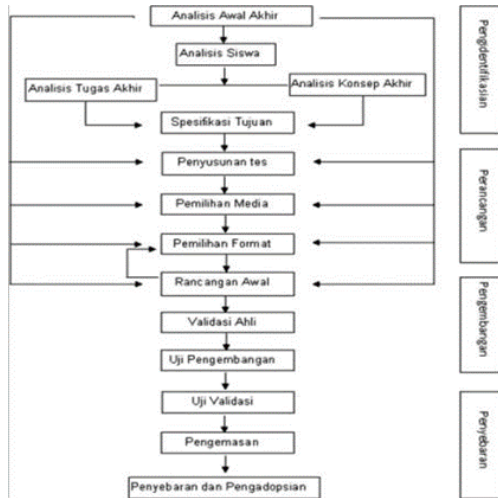 Analisis Awal Akhir
Analisis Siswa
Analisis Tugas Akhir
Analisis Konsep Akhir
Spesifikasi Tujuan
Penyusunan tes
Pemilihan Media
Pemilihan Format
Rancangan Awal
Validasi Ahli
Uji Pengembangan
Uji Validasi
Pengemasan
Penyebaran dan Pengadopsian
Pengidentifikasian
Perancangan
Pengembangan
Penyebaran